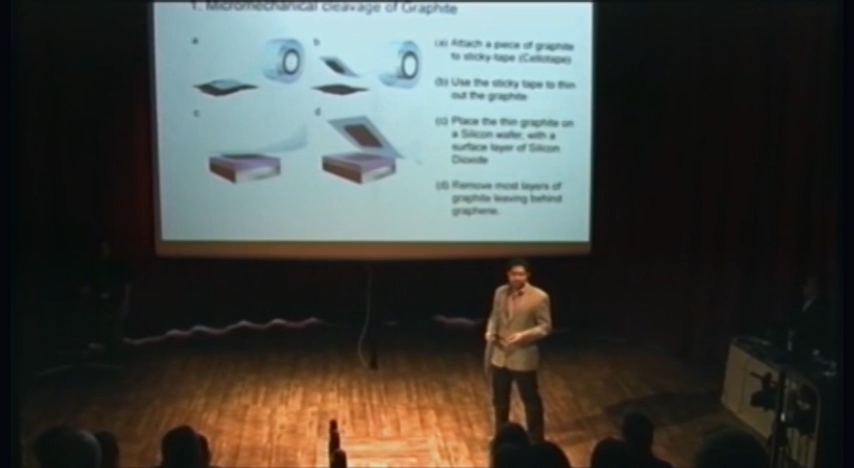 1. Micromechanical cleavage of Graphite
a
b
(a) Attach a piece of graphite
to sticky-tape (Cellotape)
(b) Use the sticky tape to thin
out the graphite
c
d
(c) Place the thin graphite on
a Silicon wafer, with a
surface layer of Silicon
Dioxide
(d) Remove most layers of
graphite leaving behind
graphene.